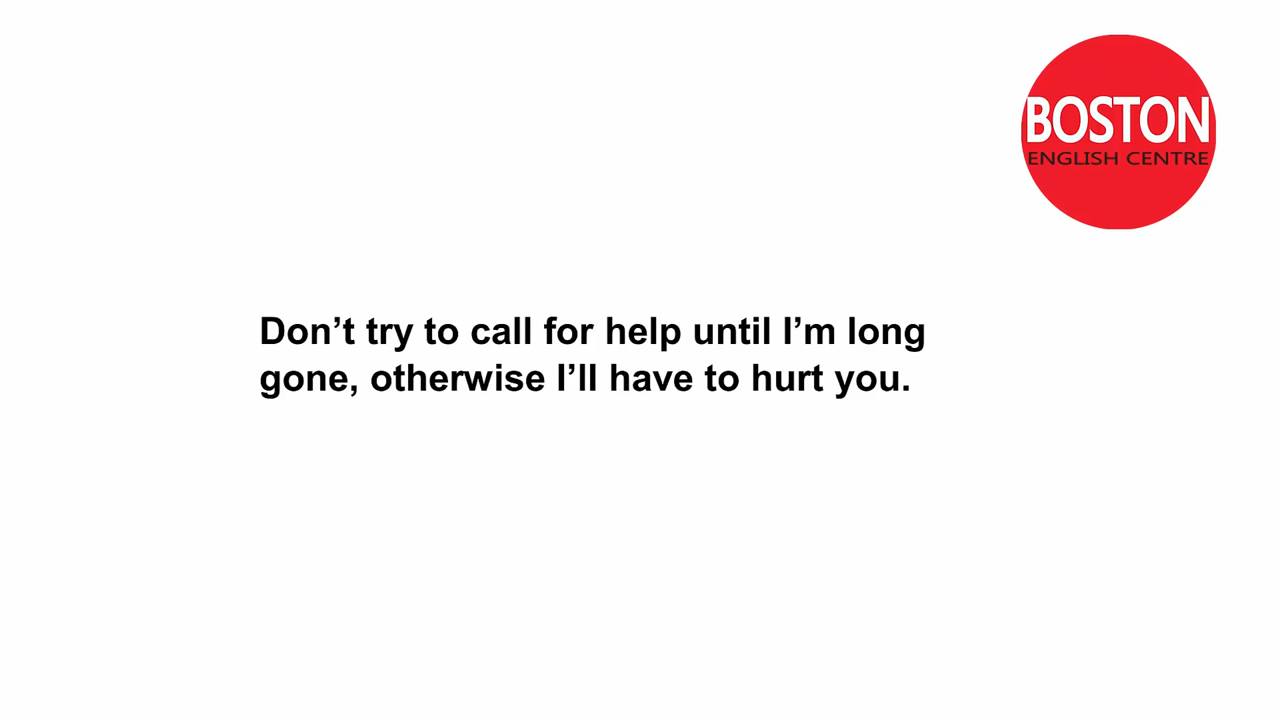 BOSTON
ENGLISH CENTRE
Don’t try to call for help until I’m long
gone, otherwise I’ll have to hurt you.